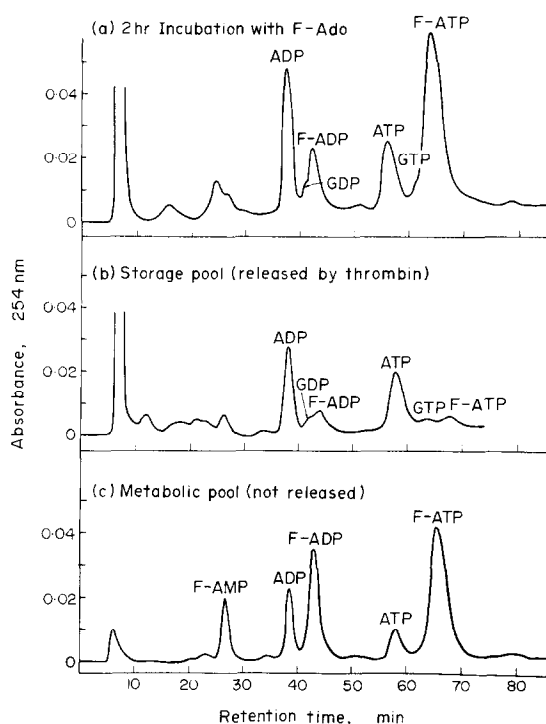 (a) 2hr Incubation with F-Ado
F-ATP
ADP
0·04
F-ADP
ATP
GTP
0·02
GDP
0
(b) Storage pool (released by thrombin)
0·04
ADP
ATP
GDP
0·02
F-ADP
GTP
F-ATP
0
Absorbance, 254 nm
(c) Metabolic pool (not released)
F-ATP
F-ADP
0·04
F-AMP
ADP
0·02
ATP
0
0 10 20 30 40 50 60 70 80
Retention time, min